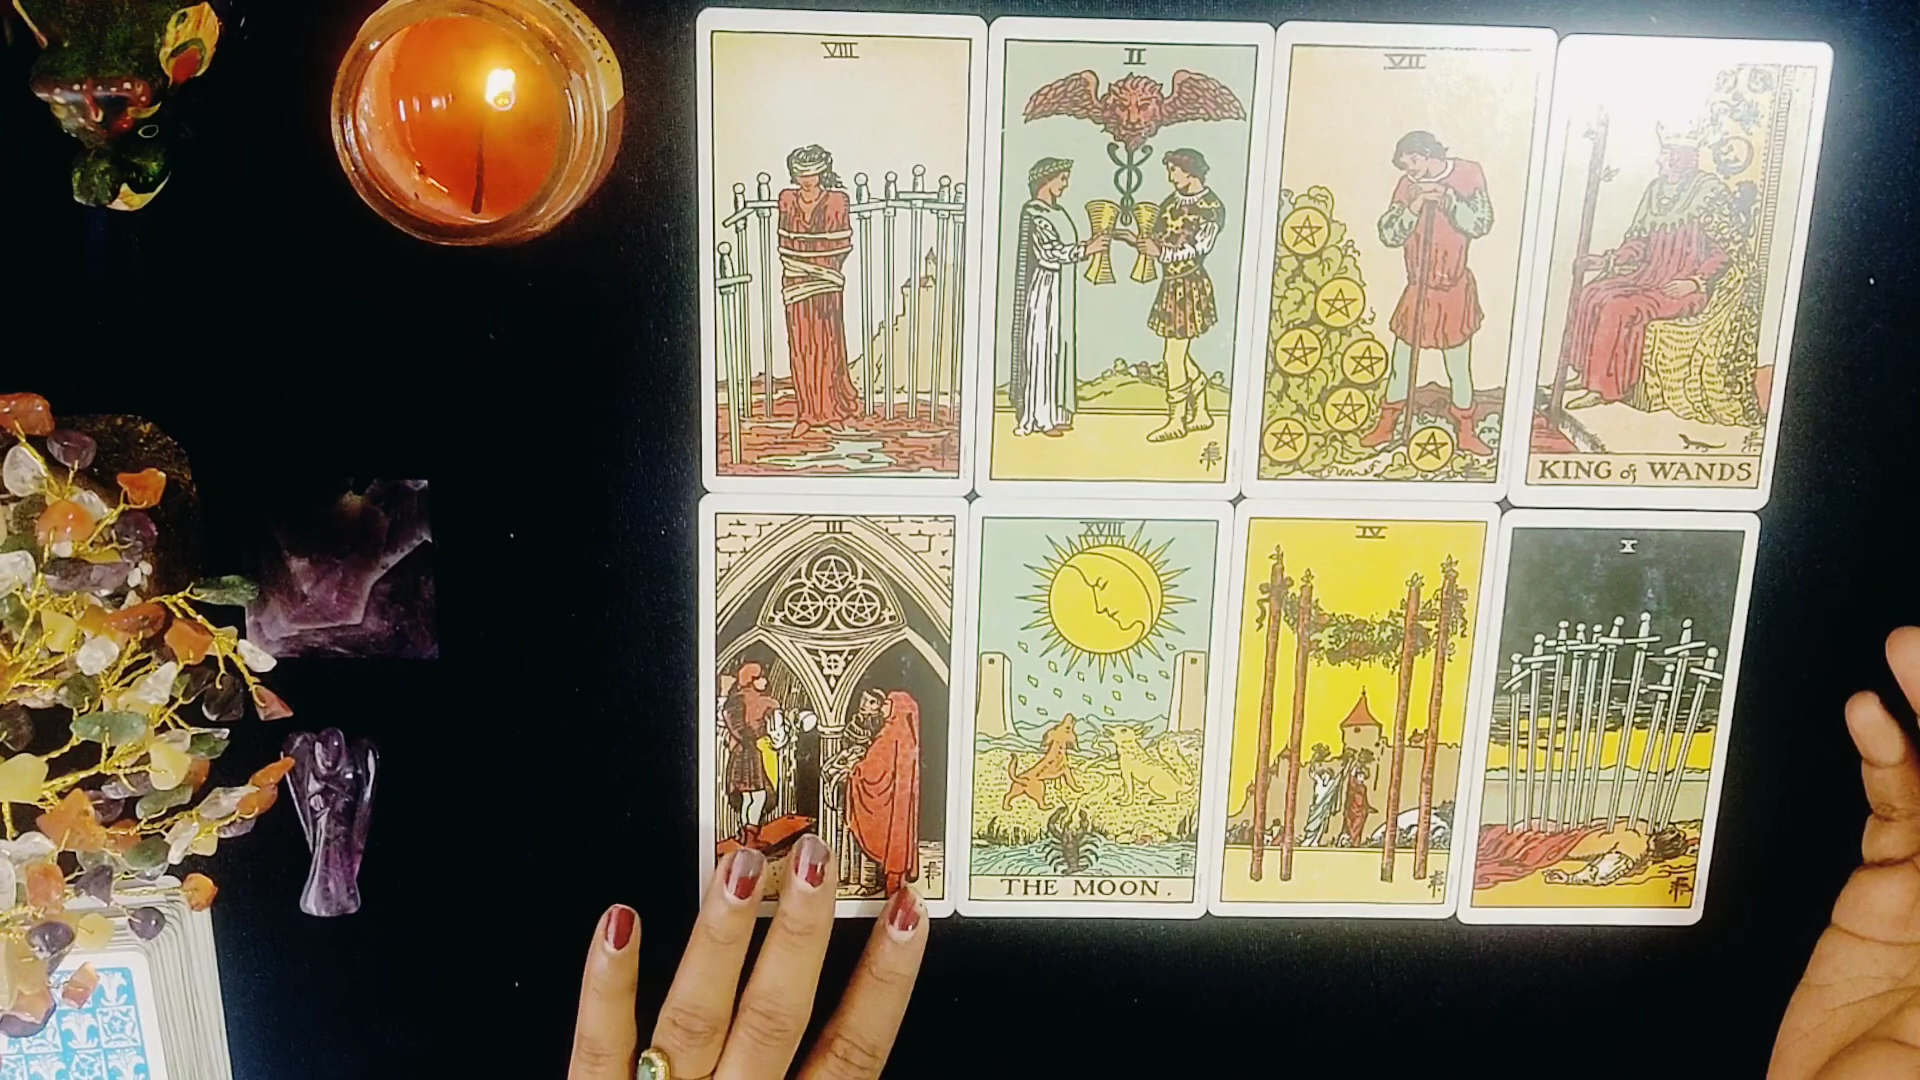 VIII
II
VII
KING of WANDS
III
XVIII
THE MOON.
IV
X